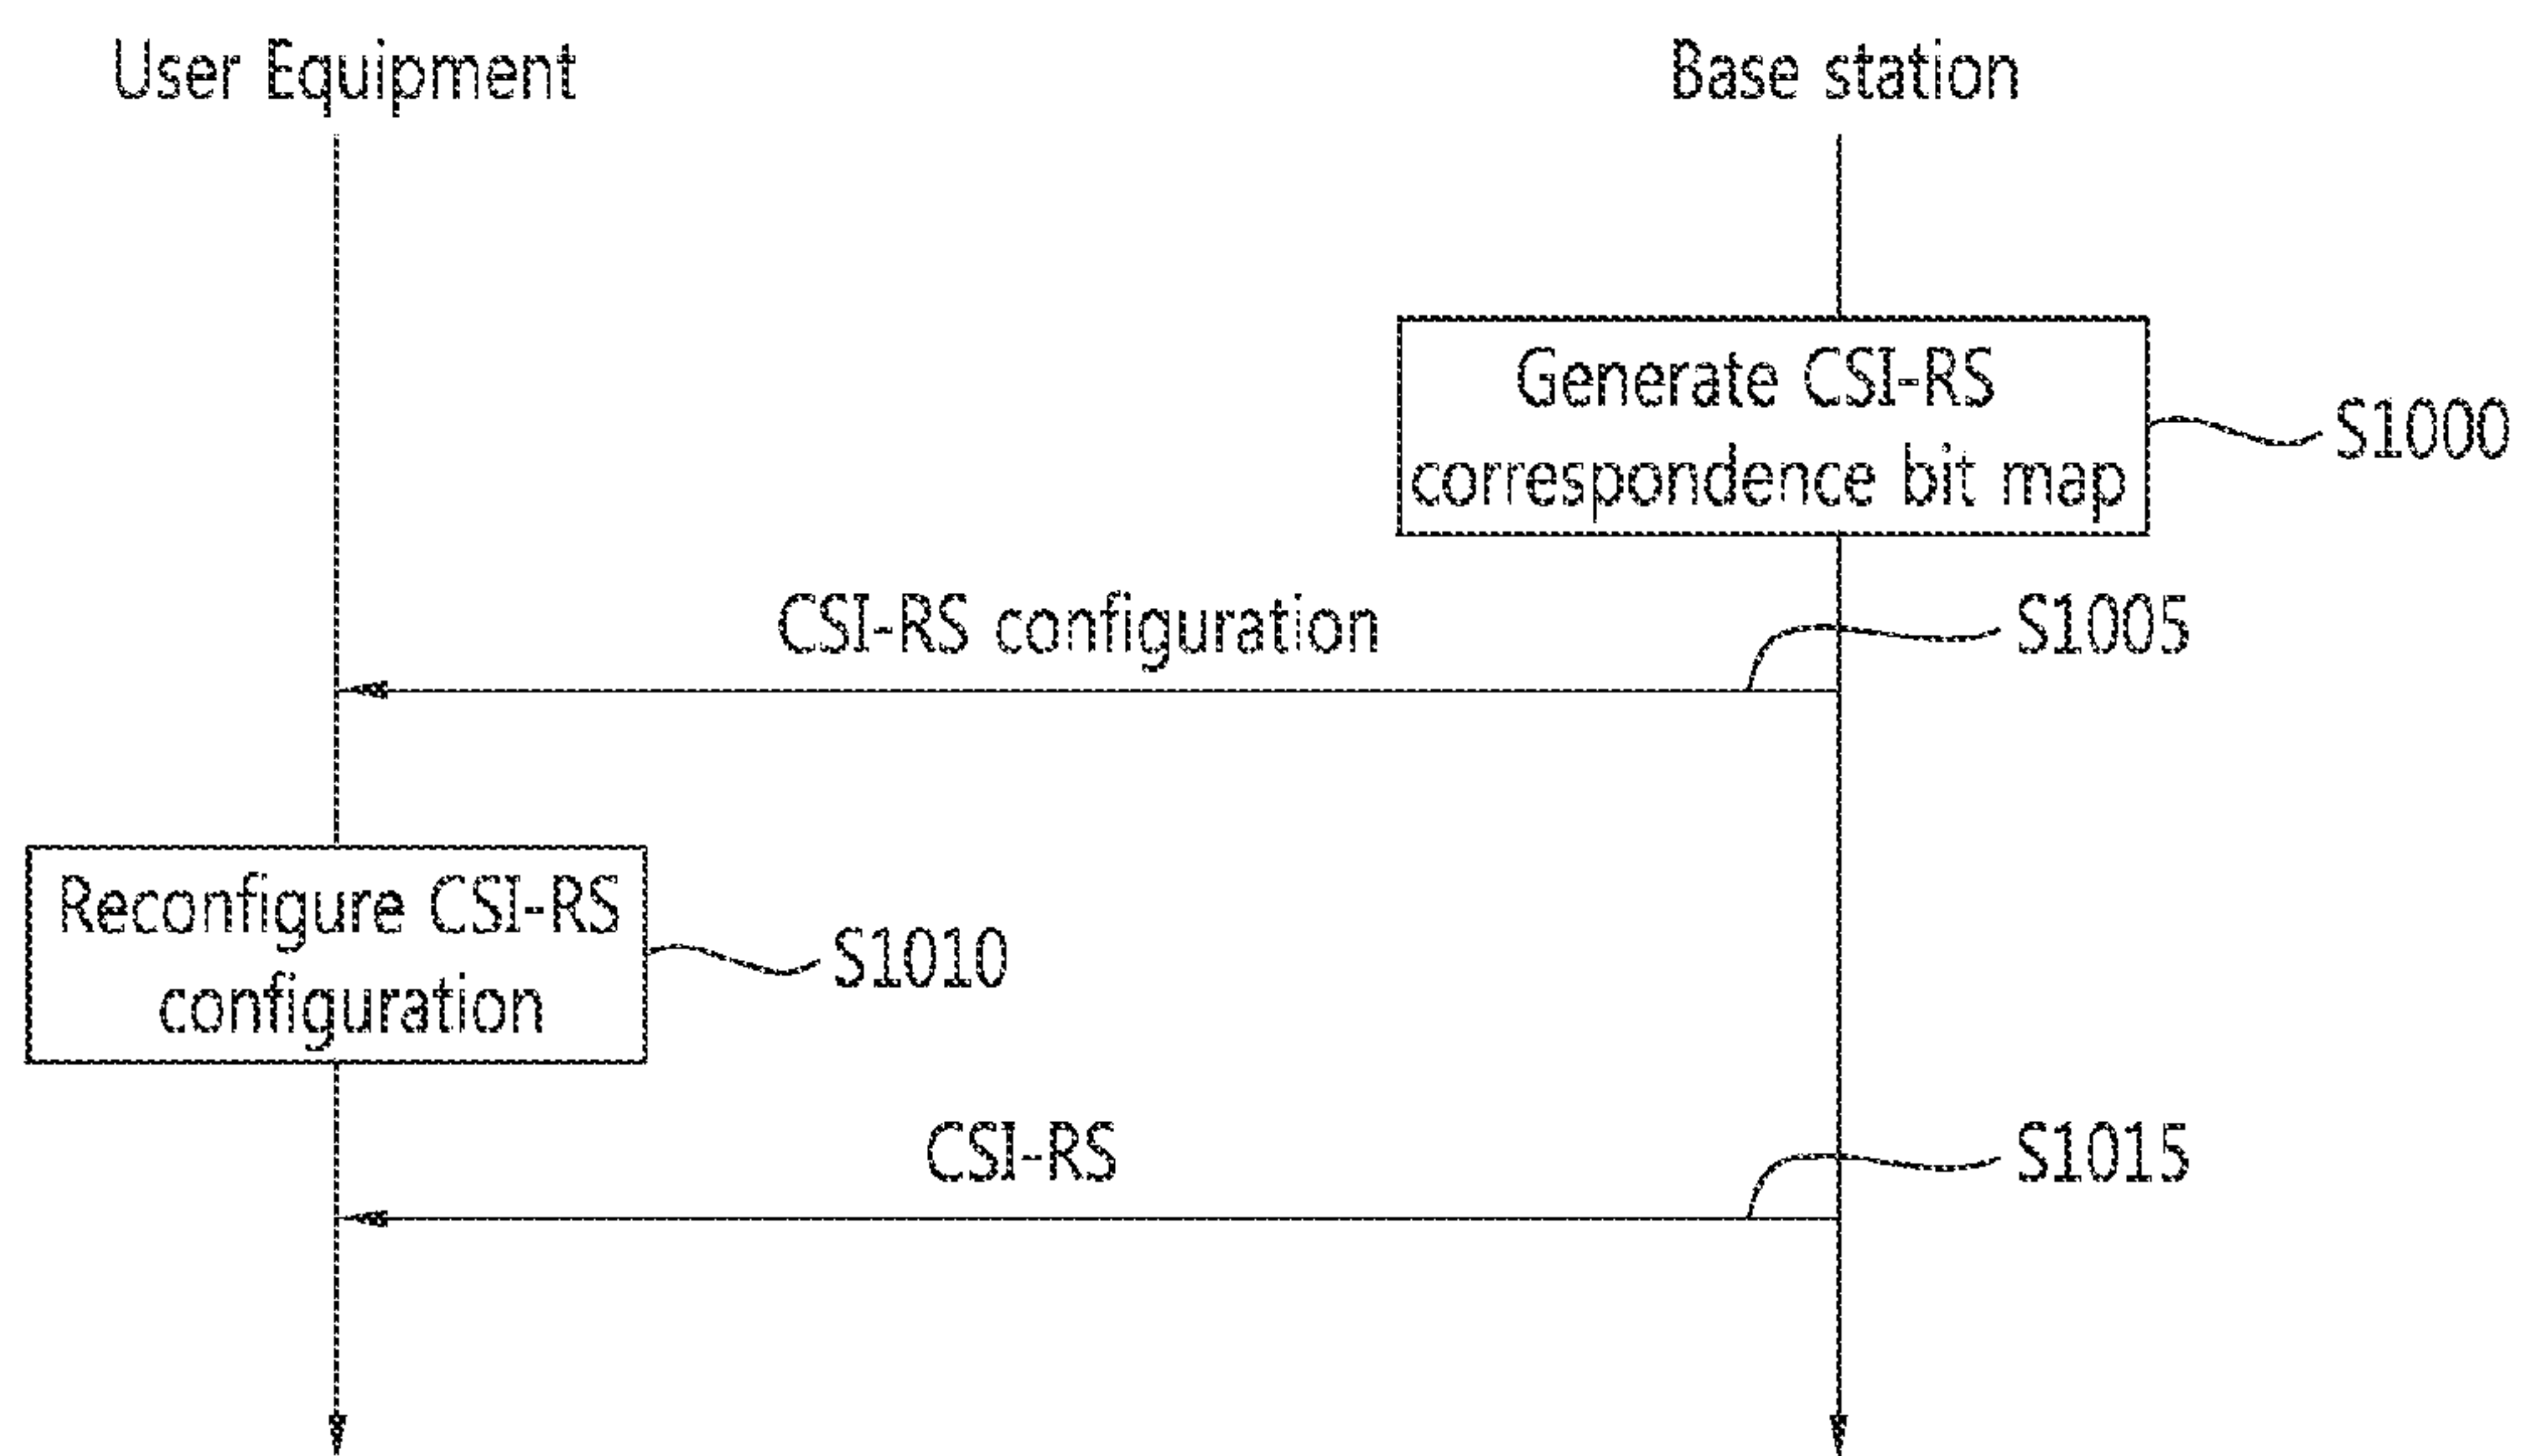 User Equipment
Base station
Generate CSI-RS
correspondence bit map
S1000
CSI-RS configuration
S1005
Reconfigure CSI-RS
configuration
S1010
CSI-RS
S1015